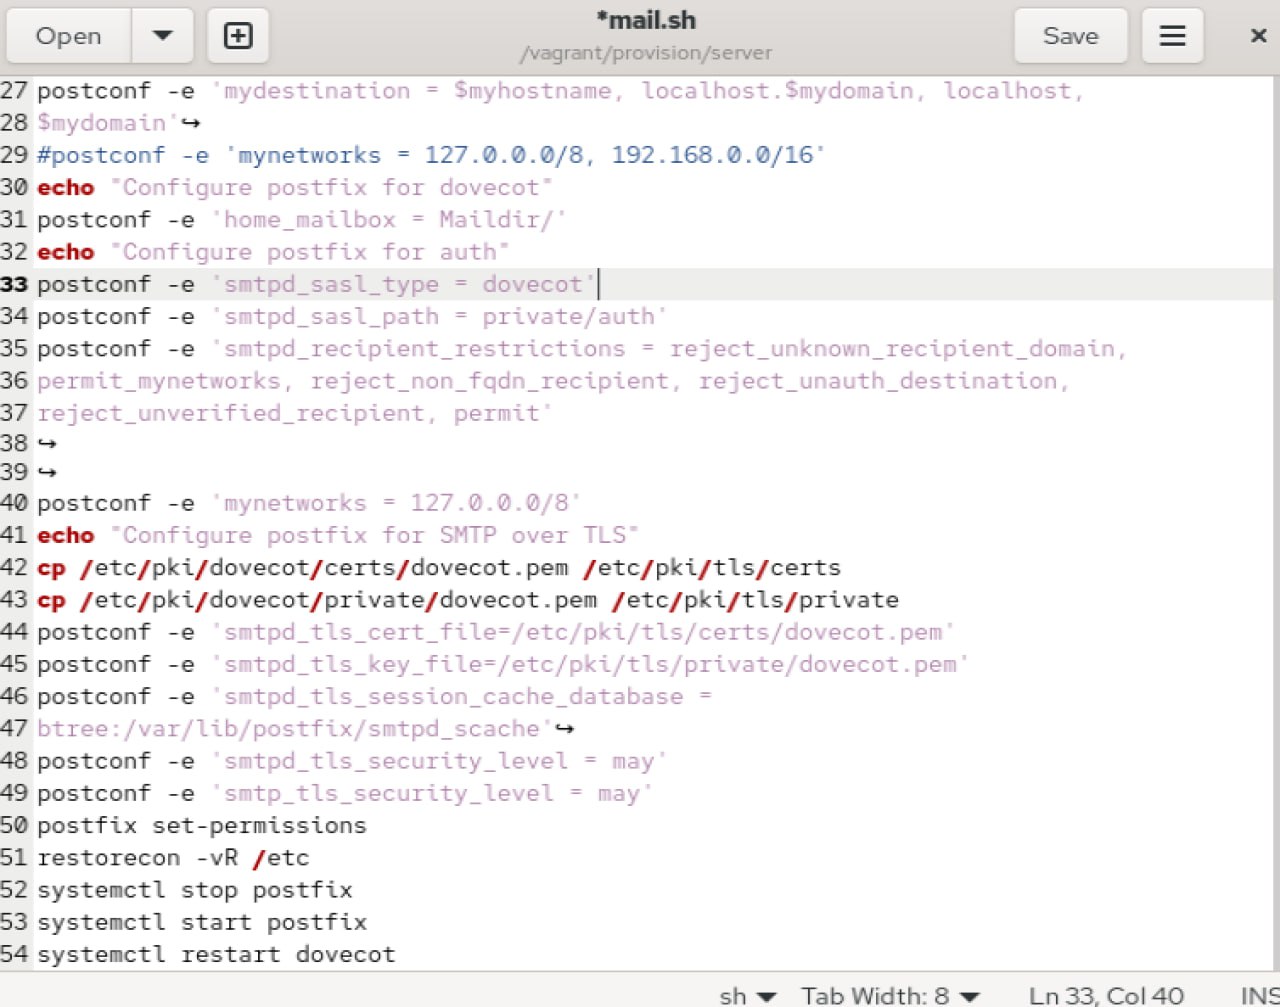 Open
*mail.sh
/vagrant/provision/server
Save
27 postconf -e 'mydestination = $myhostname, localhost.$mydomain, localhost,
28 $mydomain'↪
29 #postconf -e 'mynetworks = 127.0.0.0/8, 192.168.0.0/16'
30 echo "Configure postfix for dovecot"
31 postconf -e 'home_mailbox = Maildir/'
32 echo "Configure postfix for auth"
33 postconf -e 'smtpd_sasl_type = dovecot'
34 postconf -e 'smtpd_sasl_path = private/auth'
35 postconf -e 'smtpd_recipient_restrictions = reject_unknown_recipient_domain,
36 permit_mynetworks, reject_non_fqdn_recipient, reject_unauth_destination,
37 reject_unverified_recipient, permit'
38 ↪
39 ↪
40 postconf -e 'mynetworks = 127.0.0.0/8'
41 echo "Configure postfix for SMTP over TLS"
42 cp /etc/pki/dovecot/certs/dovecot.pem /etc/pki/tls/certs
43 cp /etc/pki/dovecot/private/dovecot.pem /etc/pki/tls/private
44 postconf -e 'smtpd_tls_cert_file=/etc/pki/tls/certs/dovecot.pem'
45 postconf -e 'smtpd_tls_key_file=/etc/pki/tls/private/dovecot.pem'
46 postconf -e 'smtpd_tls_session_cache_database =
47 btree:/var/lib/postfix/smtpd_scache'↪
48 postconf -e 'smtpd_tls_security_level = may'
49 postconf -e 'smtp_tls_security_level = may'
50 postfix set-permissions
51 restorecon -vR /etc
52 systemctl stop postfix
53 systemctl start postfix
54 systemctl restart dovecot
sh Tab Width: 8 Ln 33, Col 40 INS